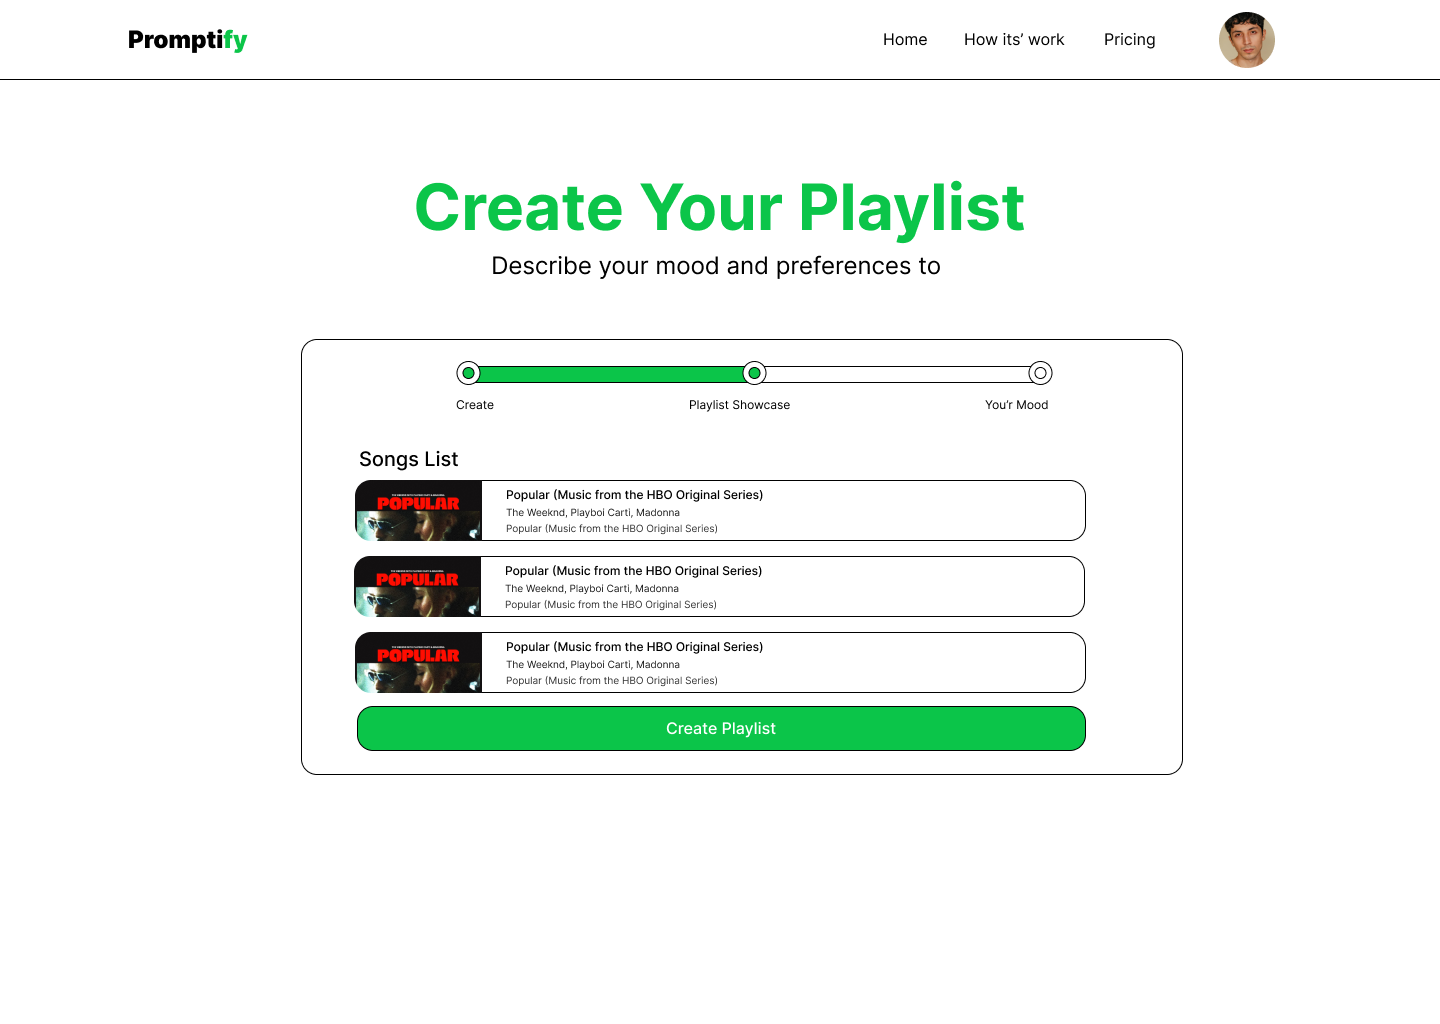 Promptify
Home
How its’ work
Pricing
Create Your Playlist
Describe your mood and preferences to
Create
Playlist Showcase
You’r Mood
Songs List
POPULAR
Popular (Music from the HBO Original Series)
The Weeknd, Playboi Carti, Madonna
Popular (Music from the HBO Original Series)
POPULAR
Popular (Music from the HBO Original Series)
The Weeknd, Playboi Carti, Madonna
Popular (Music from the HBO Original Series)
POPULAR
Popular (Music from the HBO Original Series)
The Weeknd, Playboi Carti, Madonna
Popular (Music from the HBO Original Series)
Create Playlist